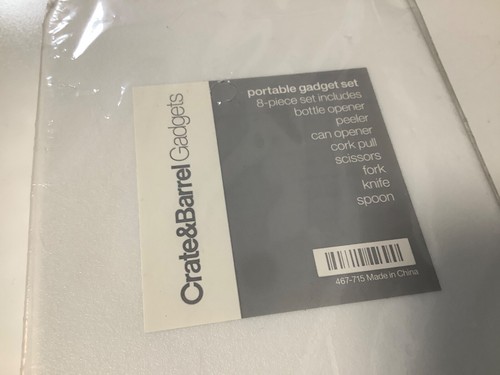 Crate&Barrel Gadgets
portable gadget set
8-piece set includes
bottle opener
peeler
can opener
cork pull
scissors
fork
knife
spoon
467-715 Made in China